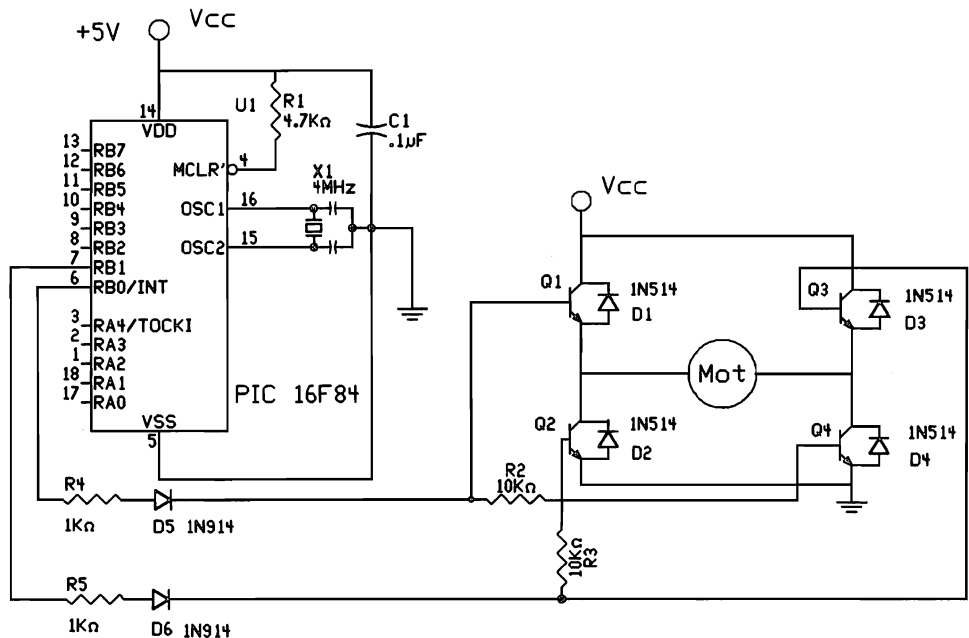 Vcc
+5V
14
VDD
U1
R1
4.7KΩ
C1
.1µF
13
RB7
12
RB6
MCLR'
4
11
RB5
X1
4MHz
10
RB4
OSC1
16
9
RB3
8
RB2
OSC2
15
7
RB1
6
RB0/INT
3
RA4/TOCKI
2
RA3
1
RA2
18
RA1
17
RA0
PIC 16F84
VSS
5
Vcc
Q1
1N514
D1
Q3
1N514
D3
Mot
Q2
1N514
D2
Q4
1N514
D4
R2
10KΩ
R4
1KΩ
D5 1N914
10KΩ
R3
R5
1KΩ
D6 1N914